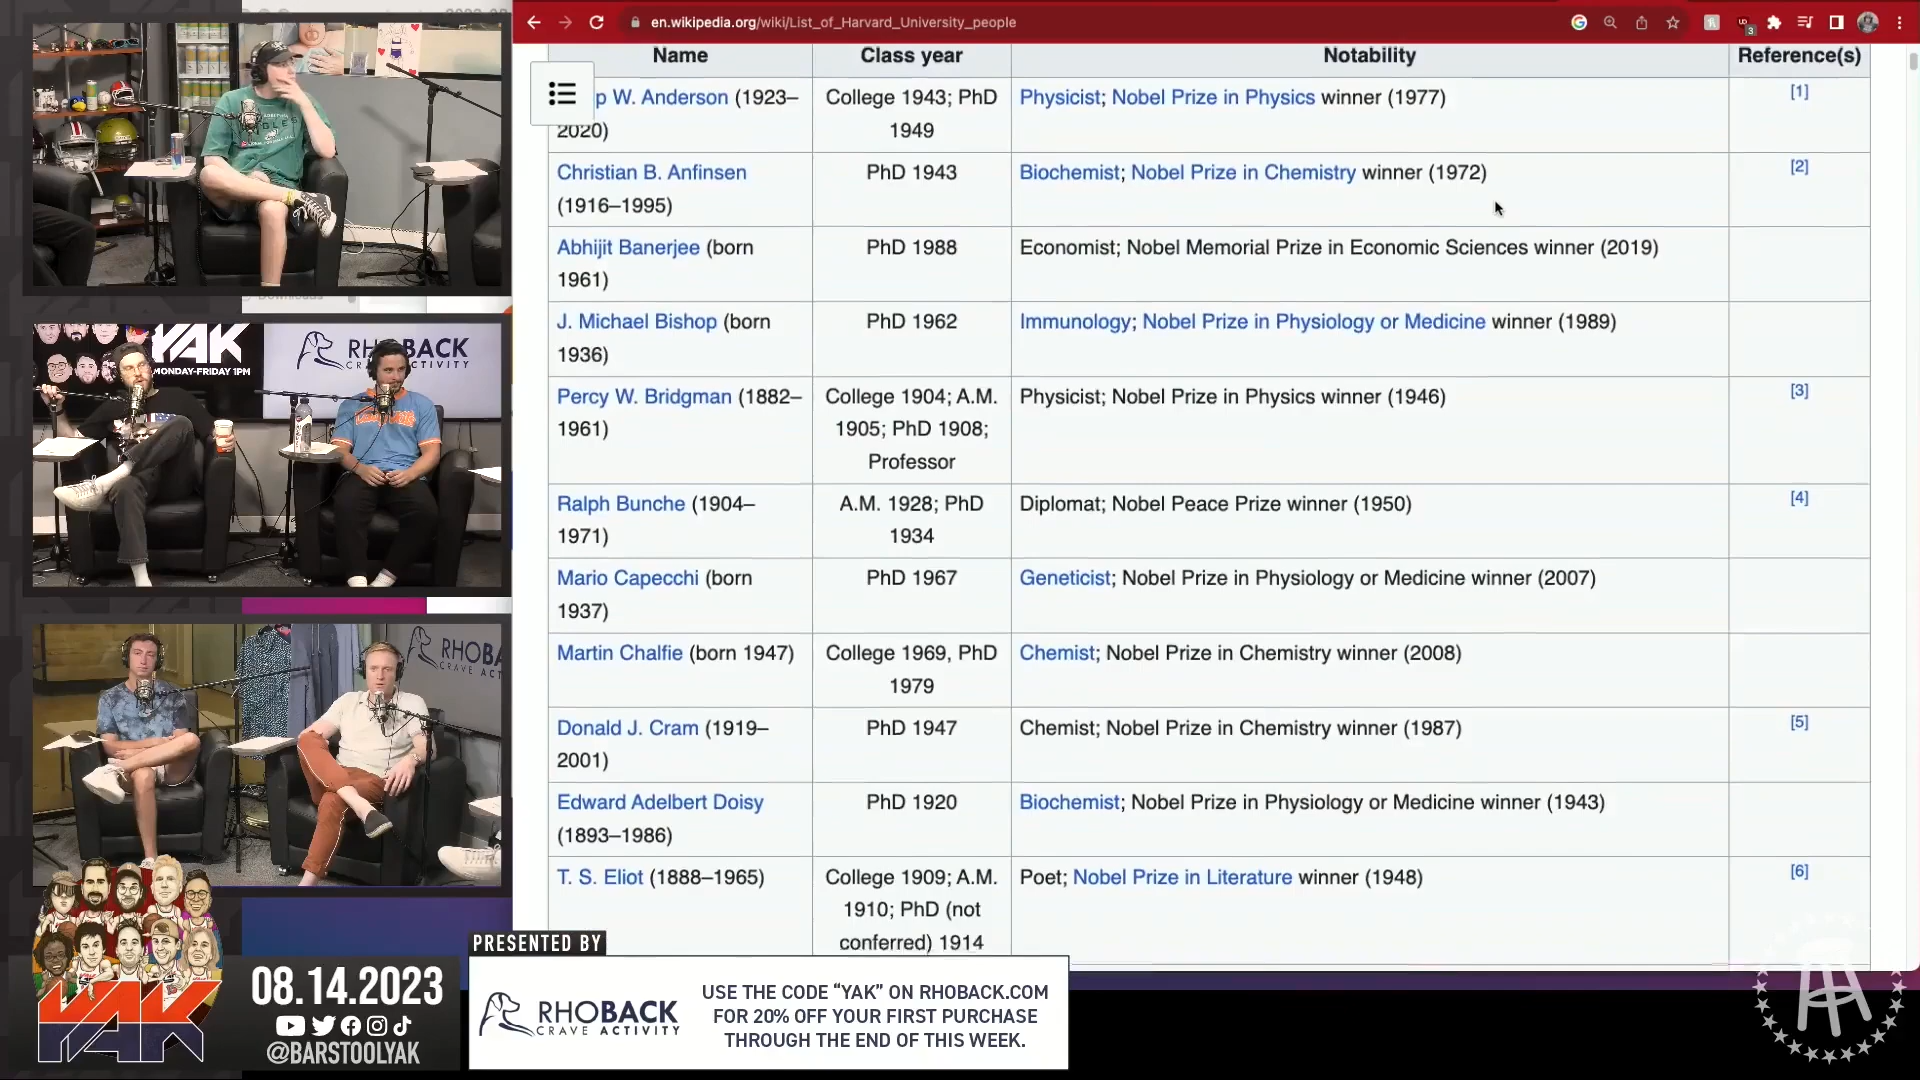 en.wikipedia.org/wiki/List_of_Harvard_University_people
Name Class year Notability Reference(s)
p W. Anderson (1923– College 1943; PhD Physicist; Nobel Prize in Physics winner (1977) [1]
2020) 1949
Christian B. Anfinsen PhD 1943 Biochemist; Nobel Prize in Chemistry winner (1972) [2]
(1916–1995)
Abhijit Banerjee (born PhD 1988 Economist; Nobel Memorial Prize in Economic Sciences winner (2019)
1961)
J. Michael Bishop (born PhD 1962 Immunology; Nobel Prize in Physiology or Medicine winner (1989)
1936)
Percy W. Bridgman (1882– College 1904; A.M. Physicist; Nobel Prize in Physics winner (1946) [3]
1961) 1905; PhD 1908;
Professor
Ralph Bunche (1904– A.M. 1928; PhD Diplomat; Nobel Peace Prize winner (1950) [4]
1971) 1934
Mario Capecchi (born PhD 1967 Geneticist; Nobel Prize in Physiology or Medicine winner (2007)
1937)
Martin Chalfie (born 1947) College 1969, PhD Chemist; Nobel Prize in Chemistry winner (2008)
1979
Donald J. Cram (1919– PhD 1947 Chemist; Nobel Prize in Chemistry winner (1987) [5]
2001)
Edward Adelbert Doisy PhD 1920 Biochemist; Nobel Prize in Physiology or Medicine winner (1943)
(1893–1986)
T. S. Eliot (1888–1965) College 1909; A.M. Poet; Nobel Prize in Literature winner (1948) [6]
1910; PhD (not
conferred) 1914
YAK
MONDAY-FRIDAY 1PM
RHOBACK
CRAVE ACTIVITY
RHOBA
CRAVE ACT
YAK
08.14.2023
@BARSTOOLYAK
PRESENTED BY
RHOBACK
CRAVE ACTIVITY
USE THE CODE “YAK” ON RHOBACK.COM
FOR 20% OFF YOUR FIRST PURCHASE
THROUGH THE END OF THIS WEEK.